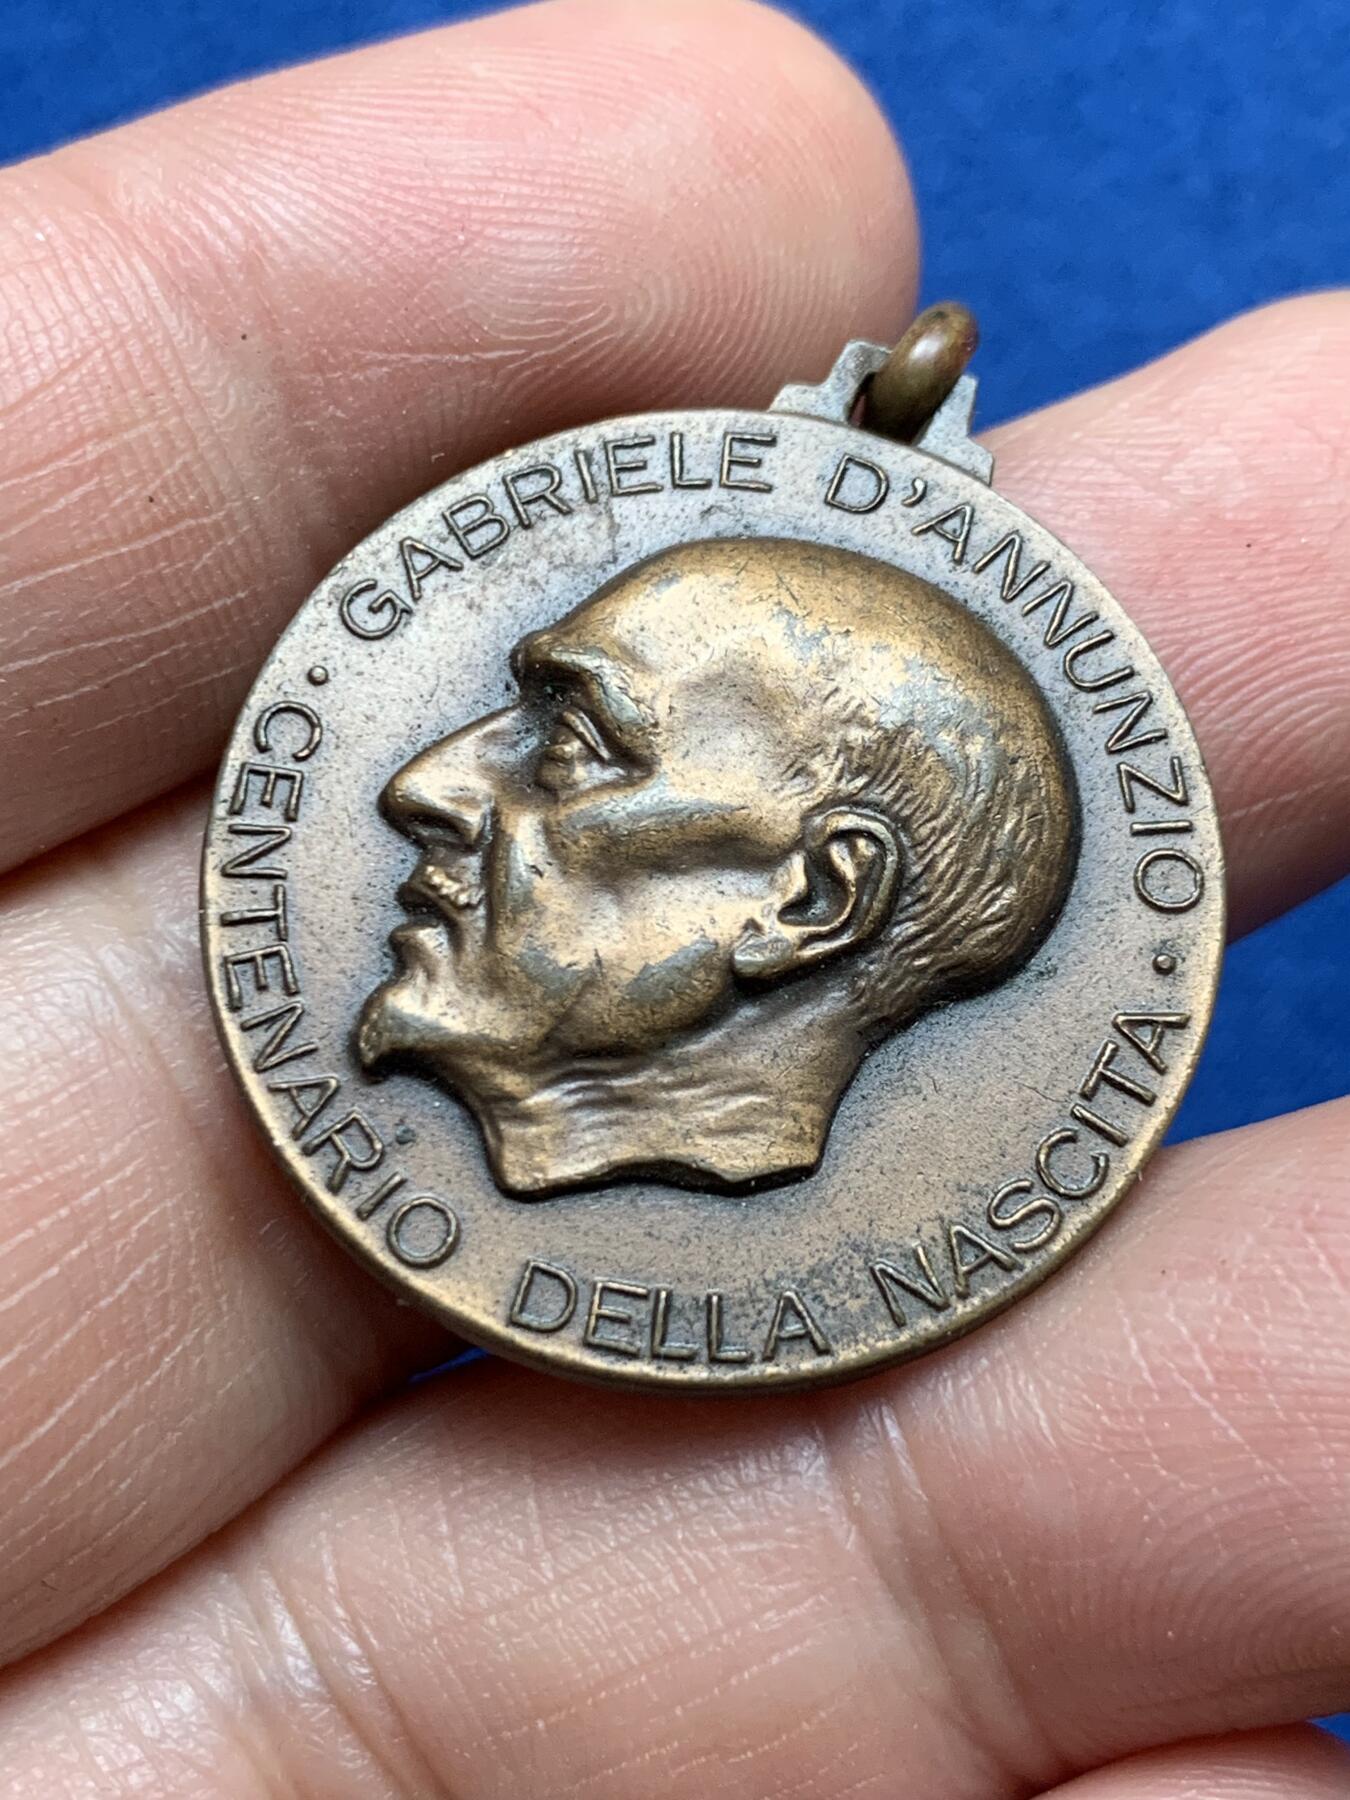 · GABRIELE D'ANNUNZIO ·
CENTENARIO DELLA NASCITA